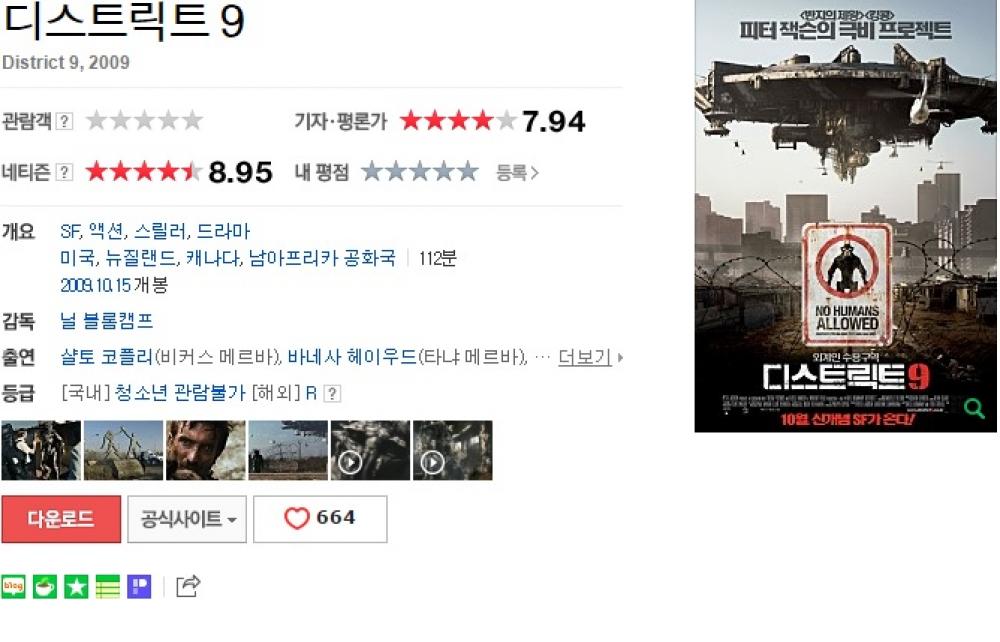 디스트릭트 9
District 9, 2009
관람객 ?
기자·평론가 7.94
네티즌 ? 8.95
내 평점 등록 >
개요 SF, 액션, 스릴러, 드라마
미국, 뉴질랜드, 캐나다, 남아프리카 공화국 | 112분
2009.10.15 개봉
감독 닐 블롬캠프
출연 샬토 코플리(비커스 메르바), 바네사 헤이우드(타냐 메르바), ··· 더보기
등급 [국내] 청소년 관람불가 [해외] R ?
다운로드 공식사이트 664
blog
P
<반지의 제왕> <킹콩>
피터 잭슨의 극비 프로젝트
NO HUMANS
ALLOWED
외계인 수용구역
디스트릭트9
10월, 신개념 SF가 온다!